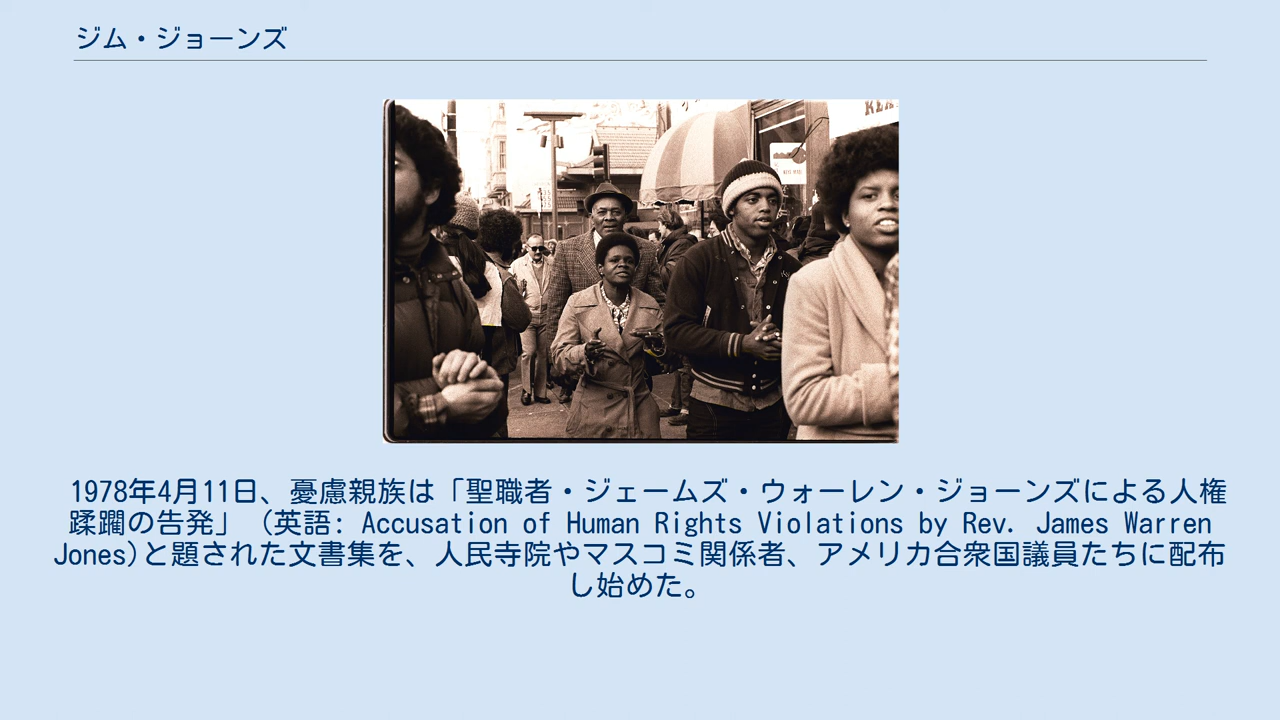 ジム・ジョーンズ
1978年4月11日、憂慮親族は「聖職者・ジェームズ・ウォーレン・ジョーンズによる人権
蹂躙の告発」（英語: Accusation of Human Rights Violations by Rev. James Warren
Jones)と題された文書集を、人民寺院やマスコミ関係者、アメリカ合衆国議員たちに配布
し始めた。